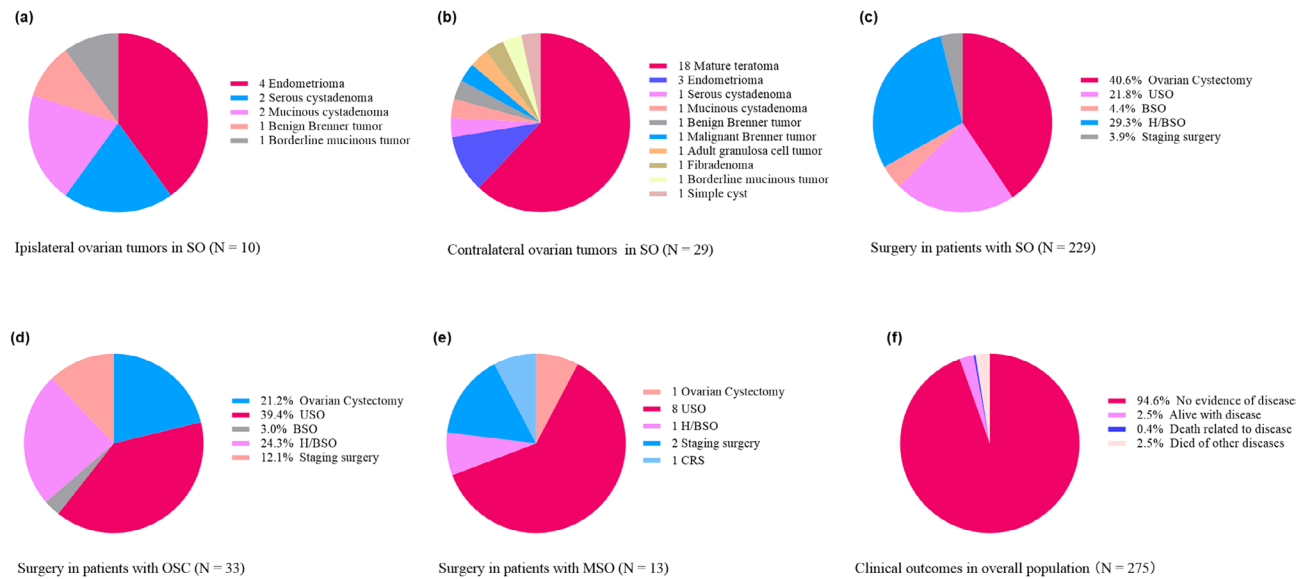 (a)
4 Endometrioma
2 Serous cystadenoma
2 Mucinous cystadenoma
1 Benign Brenner tumor
1 Borderline mucinous tumor
Ipislateral ovarian tumors in SO (N = 10)
(b)
18 Mature teratoma
3 Endometrioma
1 Serous cystadenoma
1 Mucinous cystadenoma
1 Benign Brenner tumor
1 Malignant Brenner tumor
1 Adult granulosa cell tumor
1 Fibradenoma
1 Borderline mucinous tumor
1 Simple cyst
Contralateral ovarian tumors in SO (N = 29)
(c)
40.6% Ovarian Cystectomy
21.8% USO
4.4% BSO
29.3% H/BSO
3.9% Staging surgery
Surgery in patients with SO (N = 229)
(d)
21.2% Ovarian Cystectomy
39.4% USO
3.0% BSO
24.3% H/BSO
12.1% Staging surgery
Surgery in patients with OSC (N = 33)
(e)
1 Ovarian Cystectomy
8 USO
1 H/BSO
2 Staging surgery
1 CRS
Surgery in patients with MSO (N = 13)
(f)
94.6% No evidence of diseases
2.5% Alive with disease
0.4% Death related to disease
2.5% Died of other diseases
Clinical outcomes in overall population (N = 275)